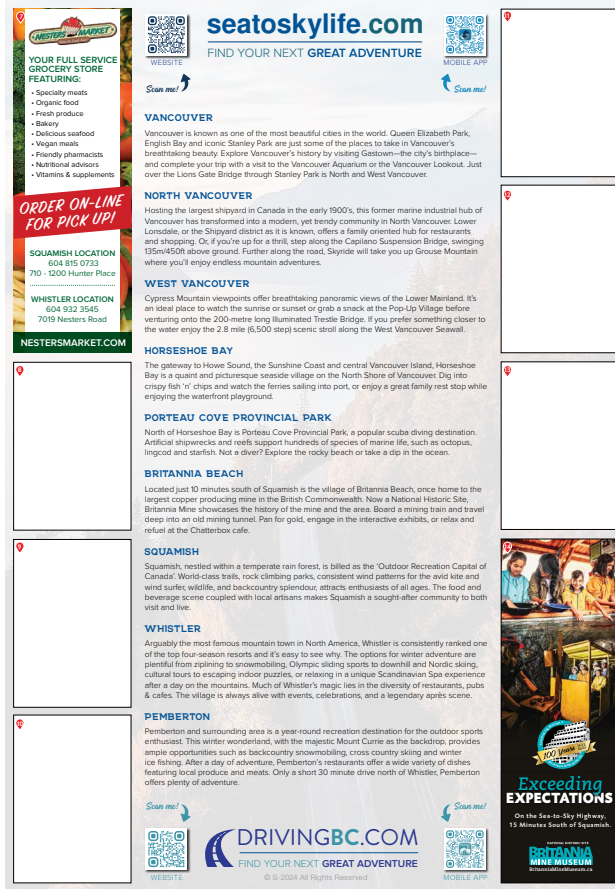 7
NESTERS MARKET
YOUR FULL SERVICE
GROCERY STORE
FEATURING:
• Specialty meats
• Organic food
• Fresh produce
• Bakery
• Delicious seafood
• Vegan meals
• Friendly pharmacists
• Nutritional advisors
• Vitamins & supplements
ORDER ON-LINE
FOR PICK UP!
SQUAMISH LOCATION
604 815 0733
710 - 1200 Hunter Place
WHISTLER LOCATION
604 932 3545
7019 Nesters Road
NESTERSMARKET.COM
8
9
10
seatoskylife.com
FIND YOUR NEXT GREAT ADVENTURE
WEBSITE
MOBILE APP
Scan me!
Scan me!
VANCOUVER
Vancouver is known as one of the most beautiful cities in the world. Queen Elizabeth Park,
English Bay and iconic Stanley Park are just some of the places to take in Vancouver's
breathtaking beauty. Explore Vancouver's history by visiting Gastown—the city's birthplace—
and complete your trip with a visit to the Vancouver Aquarium or the Vancouver Lookout. Just
over the Lions Gate Bridge through Stanley Park is North and West Vancouver.
NORTH VANCOUVER
Hosting the largest shipyard in Canada in the early 1900's, this former marine industrial hub of
Vancouver has transformed into a modern, yet trendy community in North Vancouver. Lower
Lonsdale, or the Shipyard district as it is known, offers a family oriented hub for restaurants
and shopping. Or, if you're up for a thrill, step along the Capilano Suspension Bridge, swinging
135m/450ft above ground. Further along the road, Skyride will take you up Grouse Mountain
where you'll enjoy endless mountain adventures.
WEST VANCOUVER
Cypress Mountain viewpoints offer breathtaking panoramic views of the Lower Mainland. It's
an ideal place to watch the sunrise or sunset or grab a snack at the Pop-Up Village before
venturing onto the 200-metre long Illuminated Trestle Bridge. If you prefer something closer to
the water enjoy the 2.8 mile (6,500 step) scenic stroll along the West Vancouver Seawall.
HORSESHOE BAY
The gateway to Howe Sound, the Sunshine Coast and central Vancouver Island, Horseshoe
Bay is a quaint and picturesque seaside village on the North Shore of Vancouver. Dig into
crispy fish 'n' chips and watch the ferries sailing into port, or enjoy a great family rest stop while
enjoying the waterfront playground.
PORTEAU COVE PROVINCIAL PARK
North of Horseshoe Bay is Porteau Cove Provincial Park, a popular scuba diving destination.
Artificial shipwrecks and reefs support hundreds of species of marine life, such as octopus,
lingcod and starfish. Not a diver? Explore the rocky beach or take a dip in the ocean.
BRITANNIA BEACH
Located just 10 minutes south of Squamish is the village of Britannia Beach, once home to the
largest copper producing mine in the British Commonwealth. Now a National Historic Site,
Britannia Mine showcases the history of the mine and the area. Board a mining train and travel
deep into an old mining tunnel. Pan for gold, engage in the interactive exhibits, or relax and
refuel at the Chatterbox cafe.
SQUAMISH
Squamish, nestled within a temperate rain forest, is billed as the 'Outdoor Recreation Capital of
Canada'. World-class trails, rock climbing parks, consistent wind patterns for the avid kite and
wind surfer, wildlife, and backcountry splendour, attracts enthusiasts of all ages. The food and
beverage scene coupled with local artisans makes Squamish a sought-after community to both
visit and live.
WHISTLER
Arguably the most famous mountain town in North America, Whistler is consistently ranked one
of the top four-season resorts and it's easy to see why. The options for winter adventure are
plentiful from ziplining to snowmobiling, Olympic sliding sports to downhill and Nordic skiing,
cultural tours to escaping indoor puzzles, or relaxing in a unique Scandinavian Spa experience
after a day on the mountains. Much of Whistler's magic lies in the diversity of restaurants, pubs
& cafes. The village is always alive with events, celebrations, and a legendary après scene.
PEMBERTON
Pemberton and surrounding area is a year-round recreation destination for the outdoor sports
enthusiast. This winter wonderland, with the majestic Mount Currie as the backdrop, provides
ample opportunities such as backcountry snowmobiling, cross country skiing and winter
ice fishing. After a day of adventure, Pemberton's restaurants offer a wide variety of dishes
featuring local produce and meats. Only a short 30 minute drive north of Whistler, Pemberton
offers plenty of adventure.
Scan me!
Scan me!
DRIVINGBC.COM
FIND YOUR NEXT GREAT ADVENTURE
WEBSITE
MOBILE APP
© S-2024 All Rights Reserved
11
12
13
14
100 Years
Exceeding
EXPECTATIONS
On the Sea-to-Sky Highway,
15 Minutes South of Squamish.
NATIONAL HISTORIC SITE
BRITANNIA
MINE MUSEUM
BritanniaMineMuseum.ca